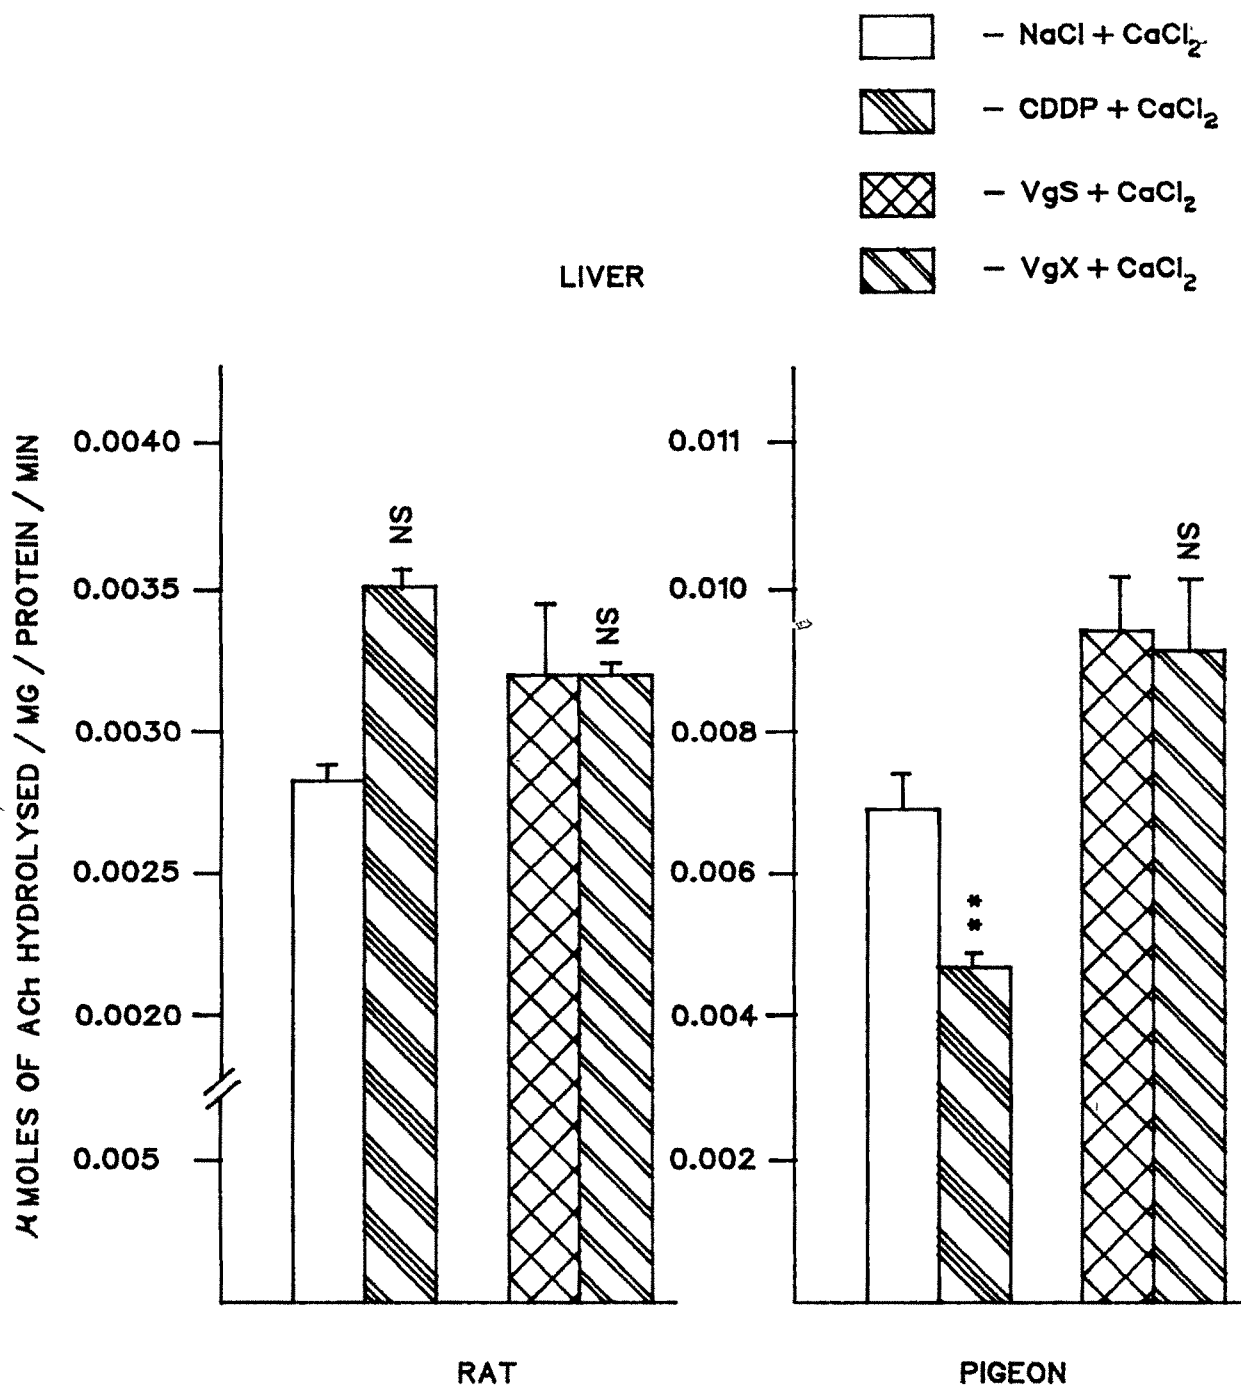 – NaCl + CaCl₂
– CDDP + CaCl₂
– VgS + CaCl₂
– VgX + CaCl₂
LIVER
μMOLES OF ACh HYDROLYSED / MG / PROTEIN / MIN
0.0040
0.0035
0.0030
0.0025
0.0020
0.005
NS
NS
RAT
0.011
0.010
0.008
0.006
0.004
0.002
**
NS
PIGEON